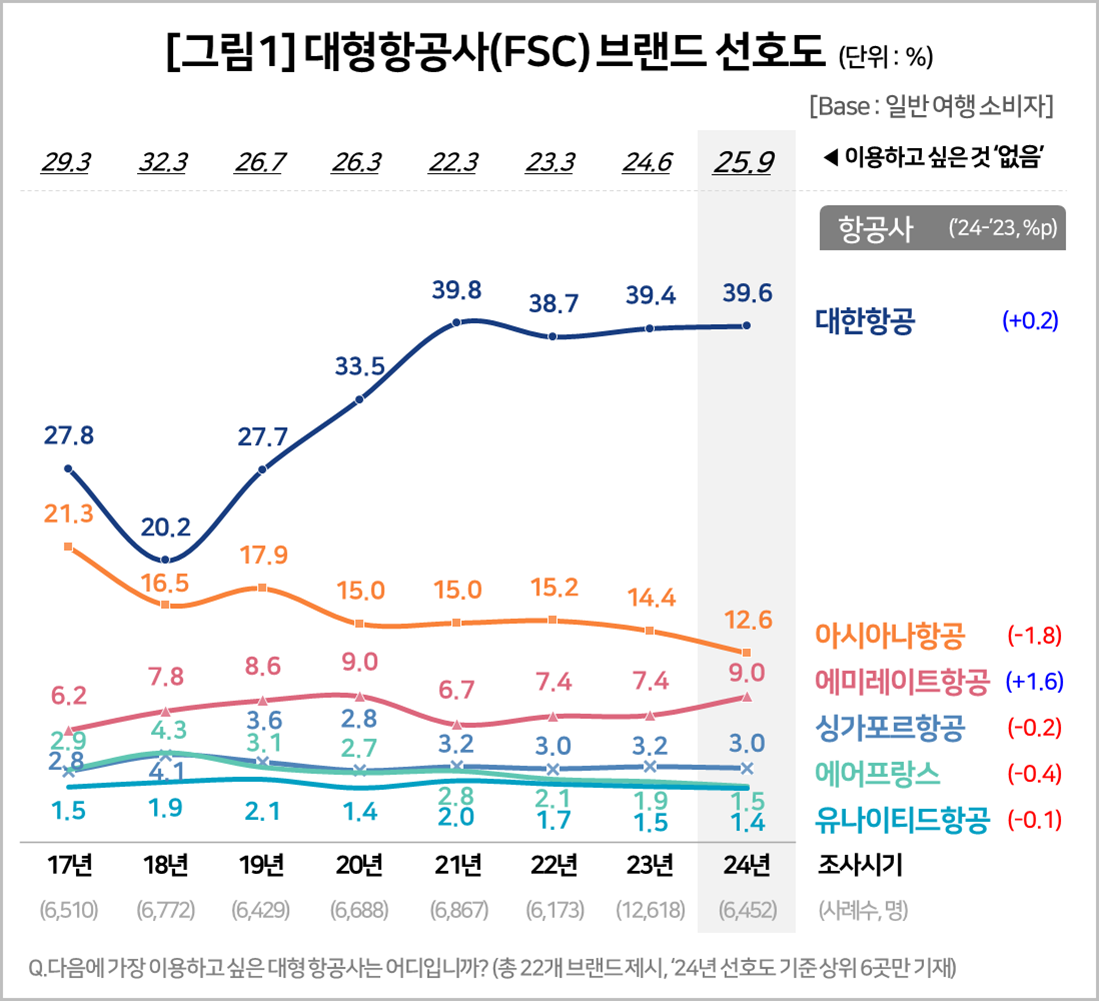 [그림1] 대형항공사(FSC) 브랜드 선호도 (단위 : %)
[Base : 일반 여행 소비자]
29.3 32.3 26.7 26.3 22.3 23.3 24.6 25.9 ◀ 이용하고 싶은 것 ‘없음’
항공사 (’24-’23, %p)
27.8 20.2 27.7 33.5 39.8 38.7 39.4 39.6 대한항공 (+0.2)
21.3 16.5 17.9 15.0 15.0 15.2 14.4 12.6 아시아나항공 (-1.8)
6.2 7.8 8.6 9.0 6.7 7.4 7.4 9.0 에미레이트항공 (+1.6)
2.8 4.1 3.6 2.8 3.2 3.0 3.2 3.0 싱가포르항공 (-0.2)
2.9 4.3 3.1 2.7 2.8 2.1 1.9 1.5 에어프랑스 (-0.4)
1.5 1.9 2.1 1.4 2.0 1.7 1.5 1.4 유나이티드항공 (-0.1)
17년 18년 19년 20년 21년 22년 23년 24년 조사시기
(6,510) (6,772) (6,429) (6,688) (6,867) (6,173) (12,618) (6,452) (사례수, 명)
Q.다음에 가장 이용하고 싶은 대형 항공사는 어디입니까? (총 22개 브랜드 제시, ‘24년 선호도 기준 상위 6곳만 기재)